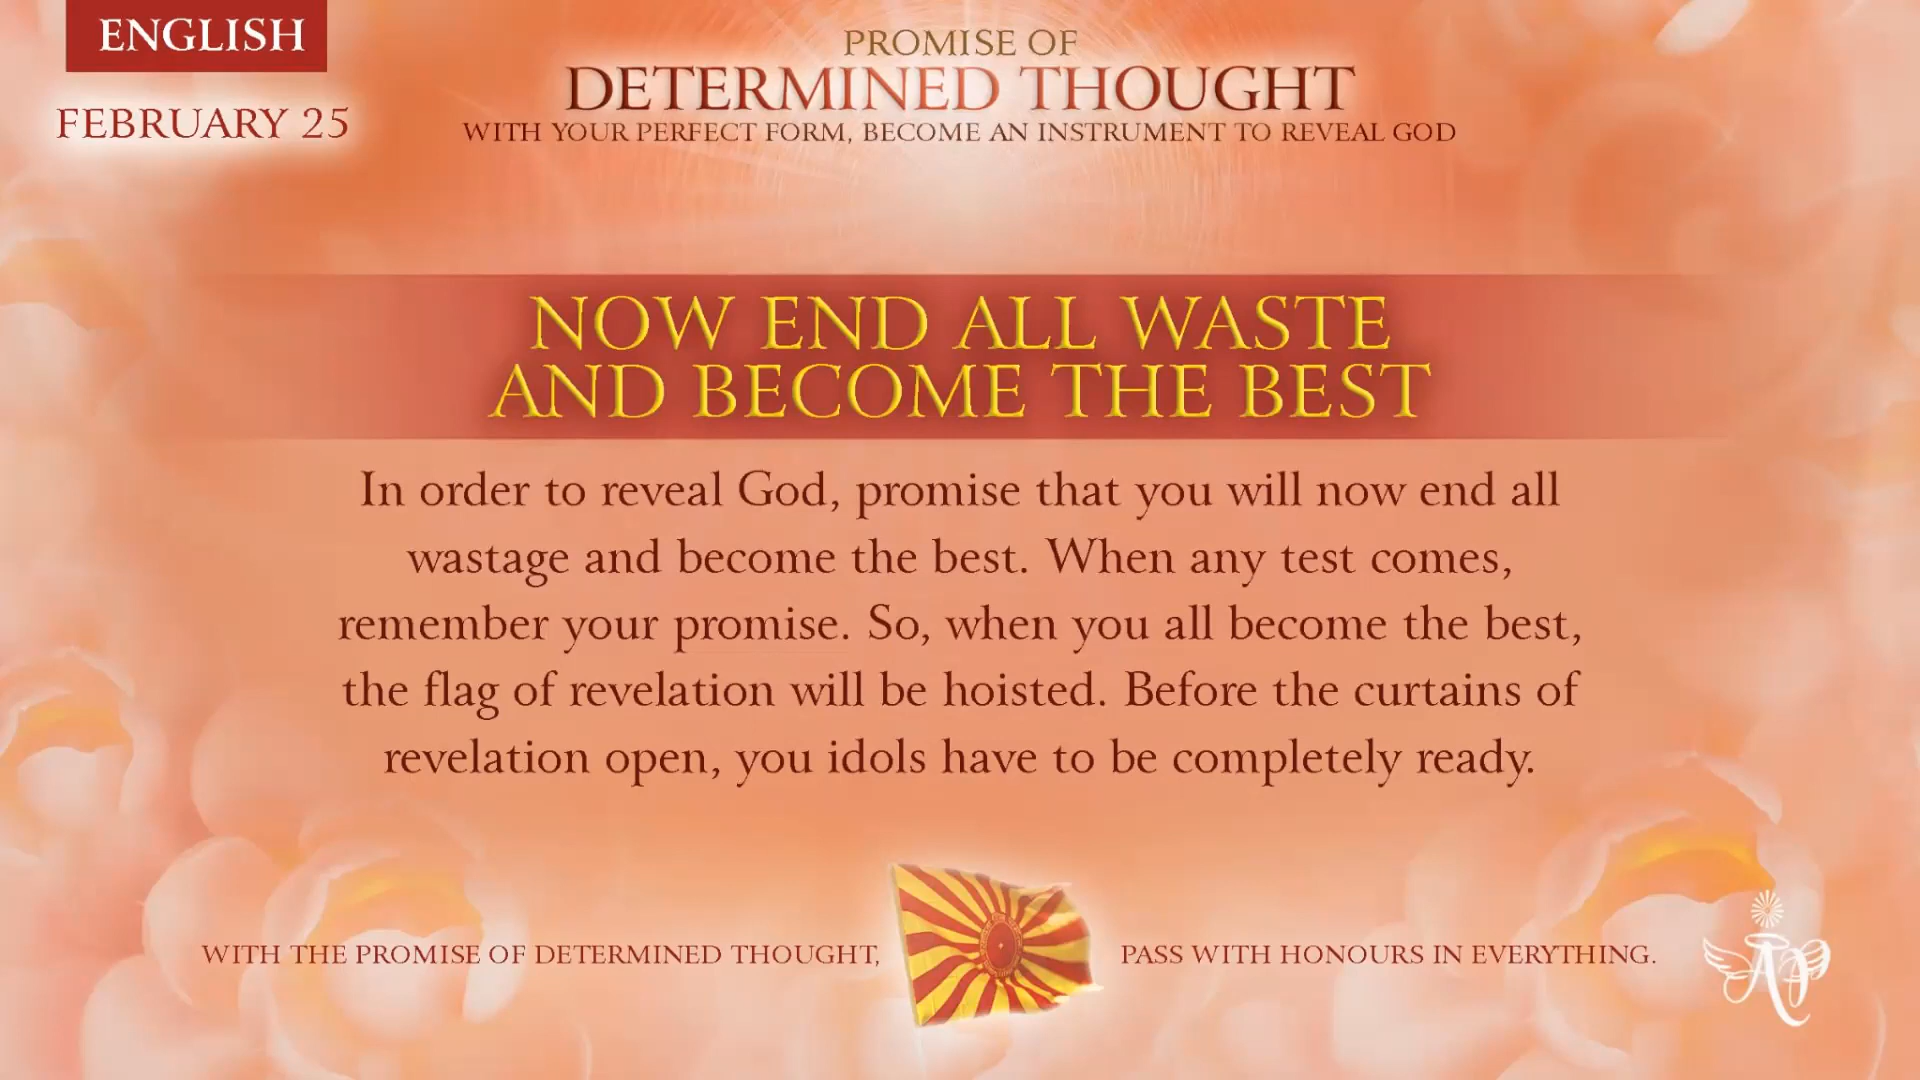 ENGLISH
FEBRUARY 25
PROMISE OF
DETERMINED THOUGHT
WITH YOUR PERFECT FORM, BECOME AN INSTRUMENT TO REVEAL GOD
NOW END ALL WASTE
AND BECOME THE BEST
In order to reveal God, promise that you will now end all
wastage and become the best. When any test comes,
remember your promise. So, when you all become the best,
the flag of revelation will be hoisted. Before the curtains of
revelation open, you idols have to be completely ready.
WITH THE PROMISE OF DETERMINED THOUGHT,
PASS WITH HONOURS IN EVERYTHING.